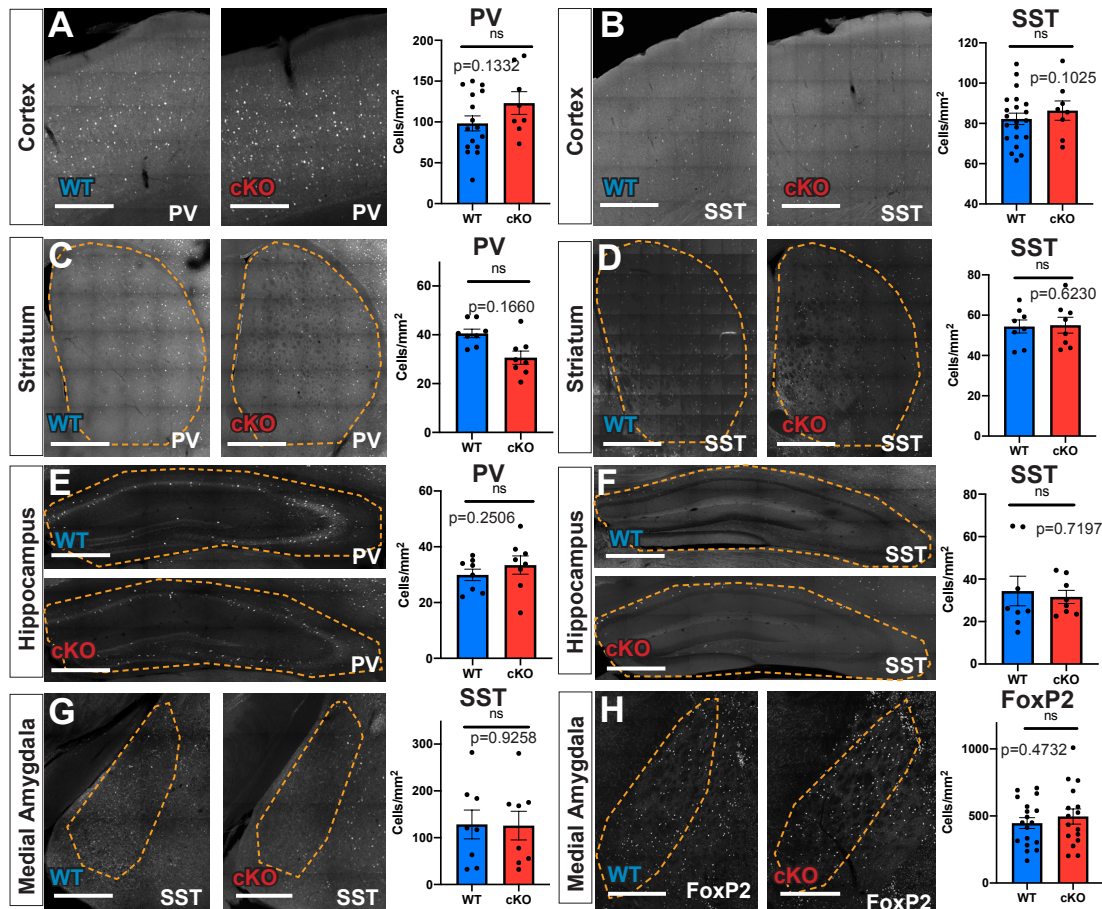 Cortex
A
WT
PV
cKO
PV
PV
ns
p=0.1332
Cells/mm2
200
150
100
50
0
WT
cKO
B
WT
SST
cKO
SST
SST
ns
p=0.1025
Cells/mm2
120
100
80
60
40
WT
cKO
Striatum
C
WT
PV
cKO
PV
PV
ns
p=0.1660
Cells/mm2
60
40
20
0
WT
cKO
Striatum
D
WT
SST
cKO
SST
SST
ns
p=0.6230
Cells/mm2
80
60
40
20
0
WT
cKO
Cortex
Hippocampus
E
WT
PV
cKO
PV
PV
ns
p=0.2506
Cells/mm2
60
40
20
0
WT
cKO
Hippocampus
F
WT
SST
cKO
SST
SST
ns
p=0.7197
Cells/mm2
80
60
40
20
0
WT
cKO
Medial Amygdala
G
WT
SST
cKO
SST
SST
ns
p=0.9258
Cells/mm2
300
200
100
0
WT
cKO
Medial Amygdala
H
WT
FoxP2
cKO
FoxP2
FoxP2
ns
p=0.4732
Cells/mm2
1000
500
0
WT
cKO